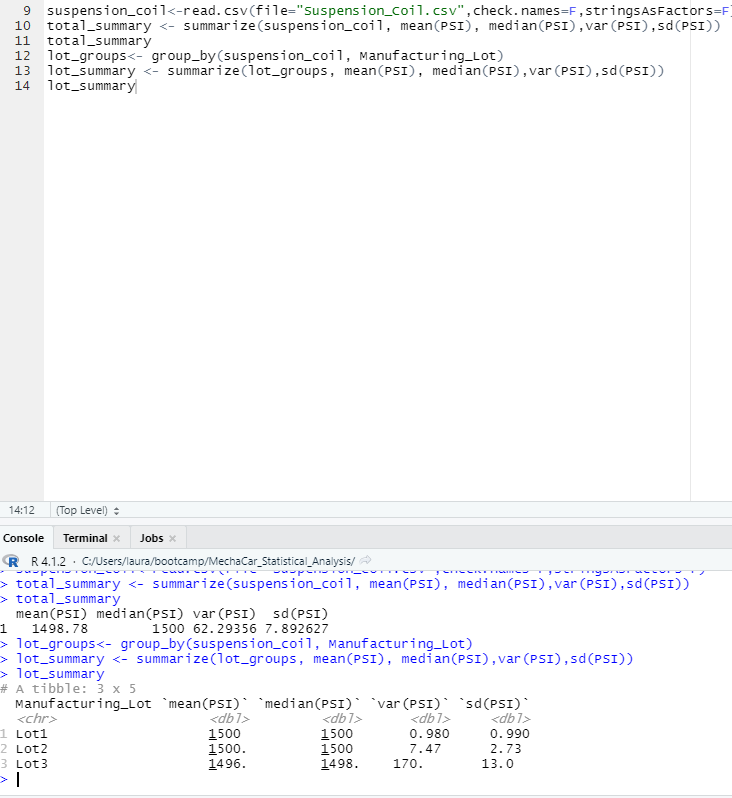 9 suspension_coil<-read.csv(file="Suspension_Coil.csv",check.names=F,stringsAsFactors=F
10 total_summary <- summarize(suspension_coil, mean(PSI), median(PSI),var(PSI),sd(PSI))
11 total_summary
12 lot_groups<- group_by(suspension_coil, Manufacturing_Lot)
13 lot_summary <- summarize(lot_groups, mean(PSI), median(PSI),var(PSI),sd(PSI))
14 lot_summary
14:12 (Top Level)
Console Terminal Jobs
R 4.1.2 · C:/Users/laura/bootcamp/MechaCar_Statistical_Analysis/
> total_summary <- summarize(suspension_coil, mean(PSI), median(PSI),var(PSI),sd(PSI))
> total_summary
mean(PSI) median(PSI) var(PSI) sd(PSI)
1 1498.78 1500 62.29356 7.892627
> lot_groups<- group_by(suspension_coil, Manufacturing_Lot)
> lot_summary <- summarize(lot_groups, mean(PSI), median(PSI),var(PSI),sd(PSI))
> lot_summary
# A tibble: 3 x 5
Manufacturing_Lot `mean(PSI)` `median(PSI)` `var(PSI)` `sd(PSI)`
<chr> <dbl> <dbl> <dbl> <dbl>
1 Lot1 1500 1500 0.980 0.990
2 Lot2 1500. 1500 7.47 2.73
3 Lot3 1496. 1498. 170. 13.0
>